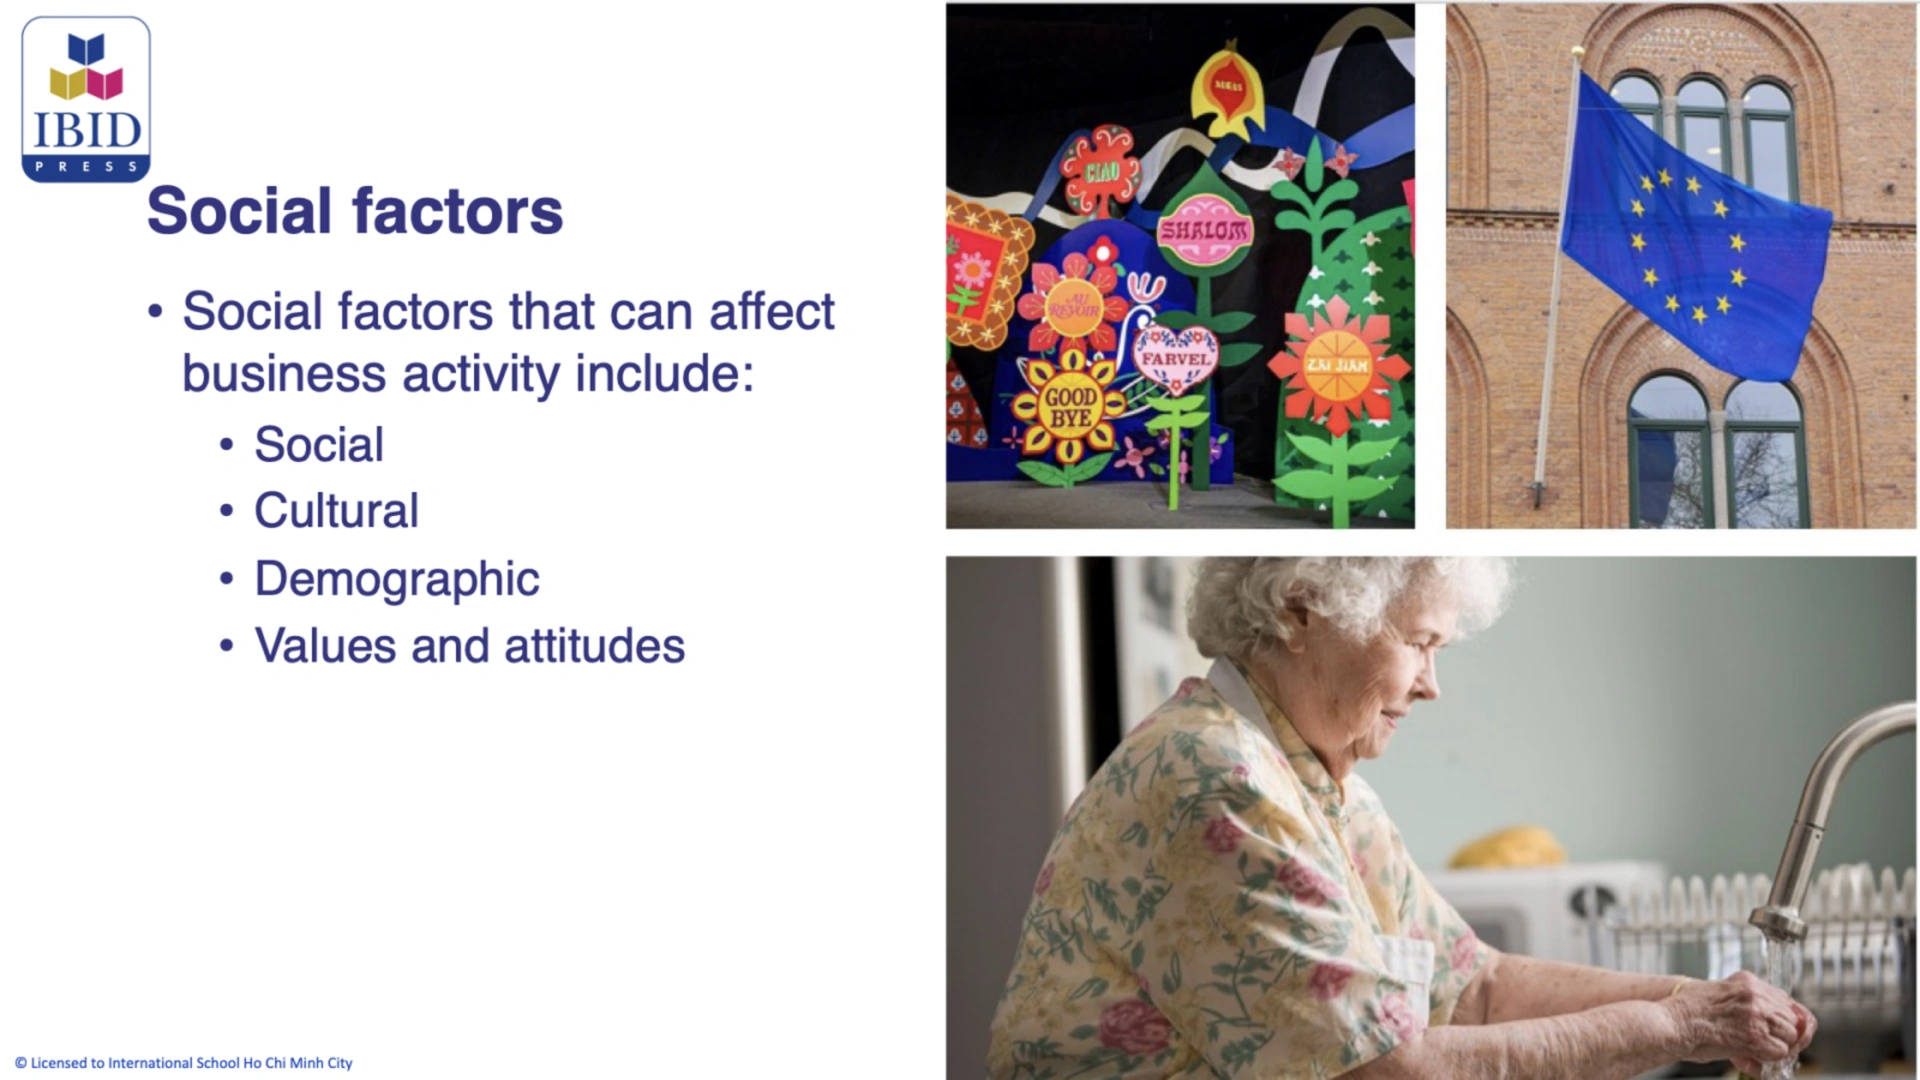 IBID
PRESS
Social factors
• Social factors that can affect
business activity include:
• Social
• Cultural
• Demographic
• Values and attitudes
CIAO
SHALOM
AU
REVOIR
FARVEL
GOOD
BYE
ZAI JIAN
© Licensed to International School Ho Chi Minh City